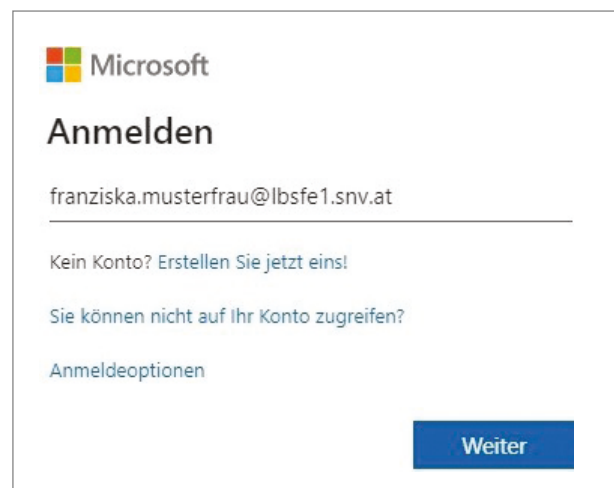 Microsoft
Anmelden
franziska.musterfrau@lbsfe1.snv.at
Kein Konto? Erstellen Sie jetzt eins!
Sie können nicht auf Ihr Konto zugreifen?
Anmeldeoptionen
Weiter